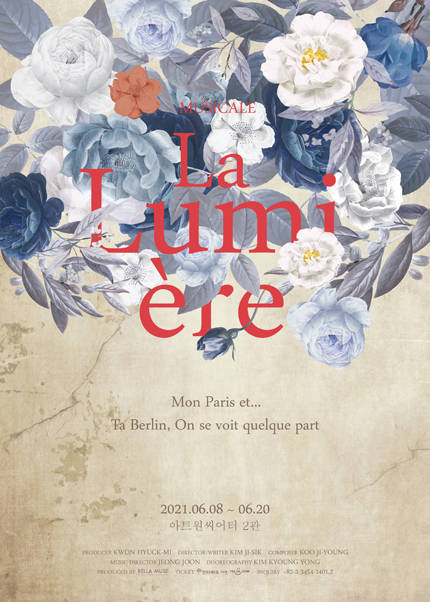 MUSICALE
La
Lumi
ère
Mon Paris et...
Ta Berlin, On se voit quelque part
2021.06.08 ~ 06.20
아트원씨어터 2관
PRODUCER KWON HYUCK-MI DIRECTOR/WRITER KIM JI-SIK COMPOSER KOO JI-YOUNG
MUSIC DIRECTOR JEONG JOON CHOREOGRAPHY KIM KYOUNG YONG
PRODUCED BY BELLA MUSE TICKET INQUIRY